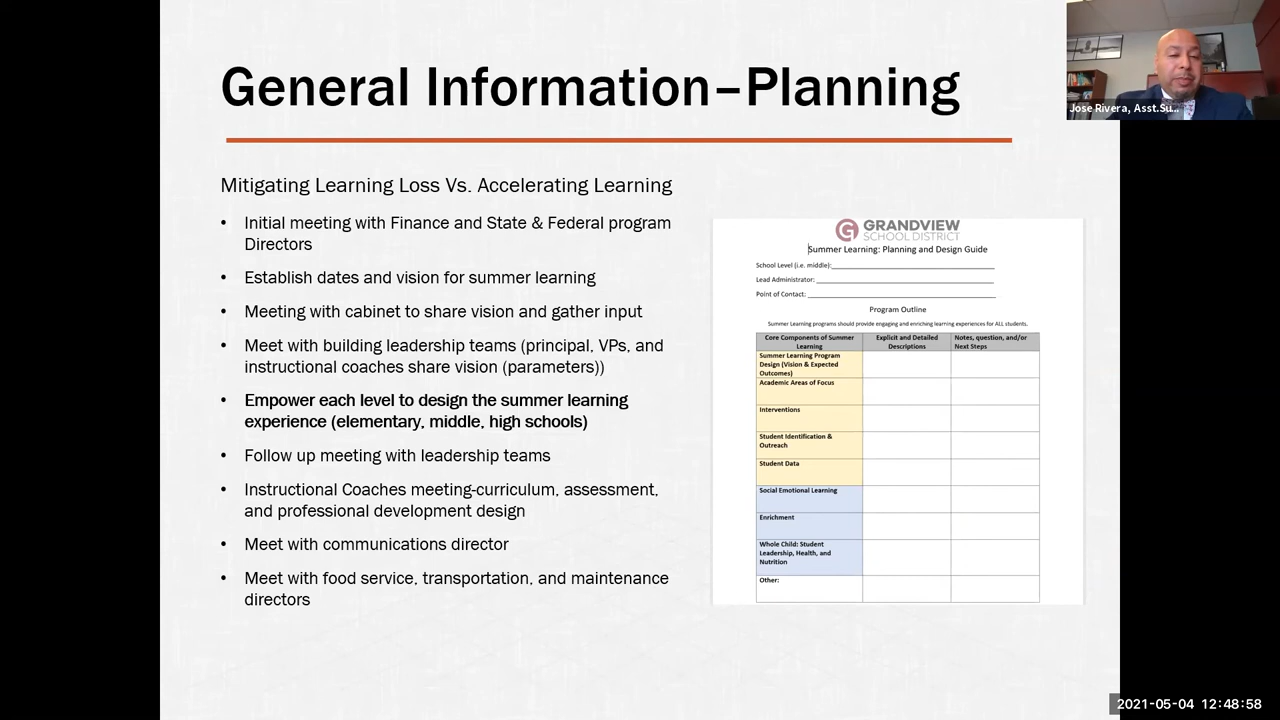 General Information–Planning
Jose Rivera, Asst.Su...
Mitigating Learning Loss Vs. Accelerating Learning
• Initial meeting with Finance and State & Federal program
Directors
• Establish dates and vision for summer learning
• Meeting with cabinet to share vision and gather input
• Meet with building leadership teams (principal, VPs, and
instructional coaches share vision (parameters))
• Empower each level to design the summer learning
experience (elementary, middle, high schools)
• Follow up meeting with leadership teams
• Instructional Coaches meeting-curriculum, assessment,
and professional development design
• Meet with communications director
• Meet with food service, transportation, and maintenance
directors
GRANDVIEW
SCHOOL DISTRICT
Summer Learning: Planning and Design Guide
School Level (i.e. middle):
Lead Administrator:
Point of Contact:
Program Outline
Summer Learning programs should provide engaging and enriching learning experiences for ALL students.
Core Components of Summer
Learning
Explicit and Detailed
Descriptions
Notes, question, and/or
Next Steps
Summer Learning Program
Design (Vision & Expected
Outcomes)
Academic Areas of Focus
Interventions
Student Identification &
Outreach
Student Data
Social Emotional Learning
Enrichment
Whole Child: Student
Leadership, Health, and
Nutrition
Other:
2021-05-04 12:48:58